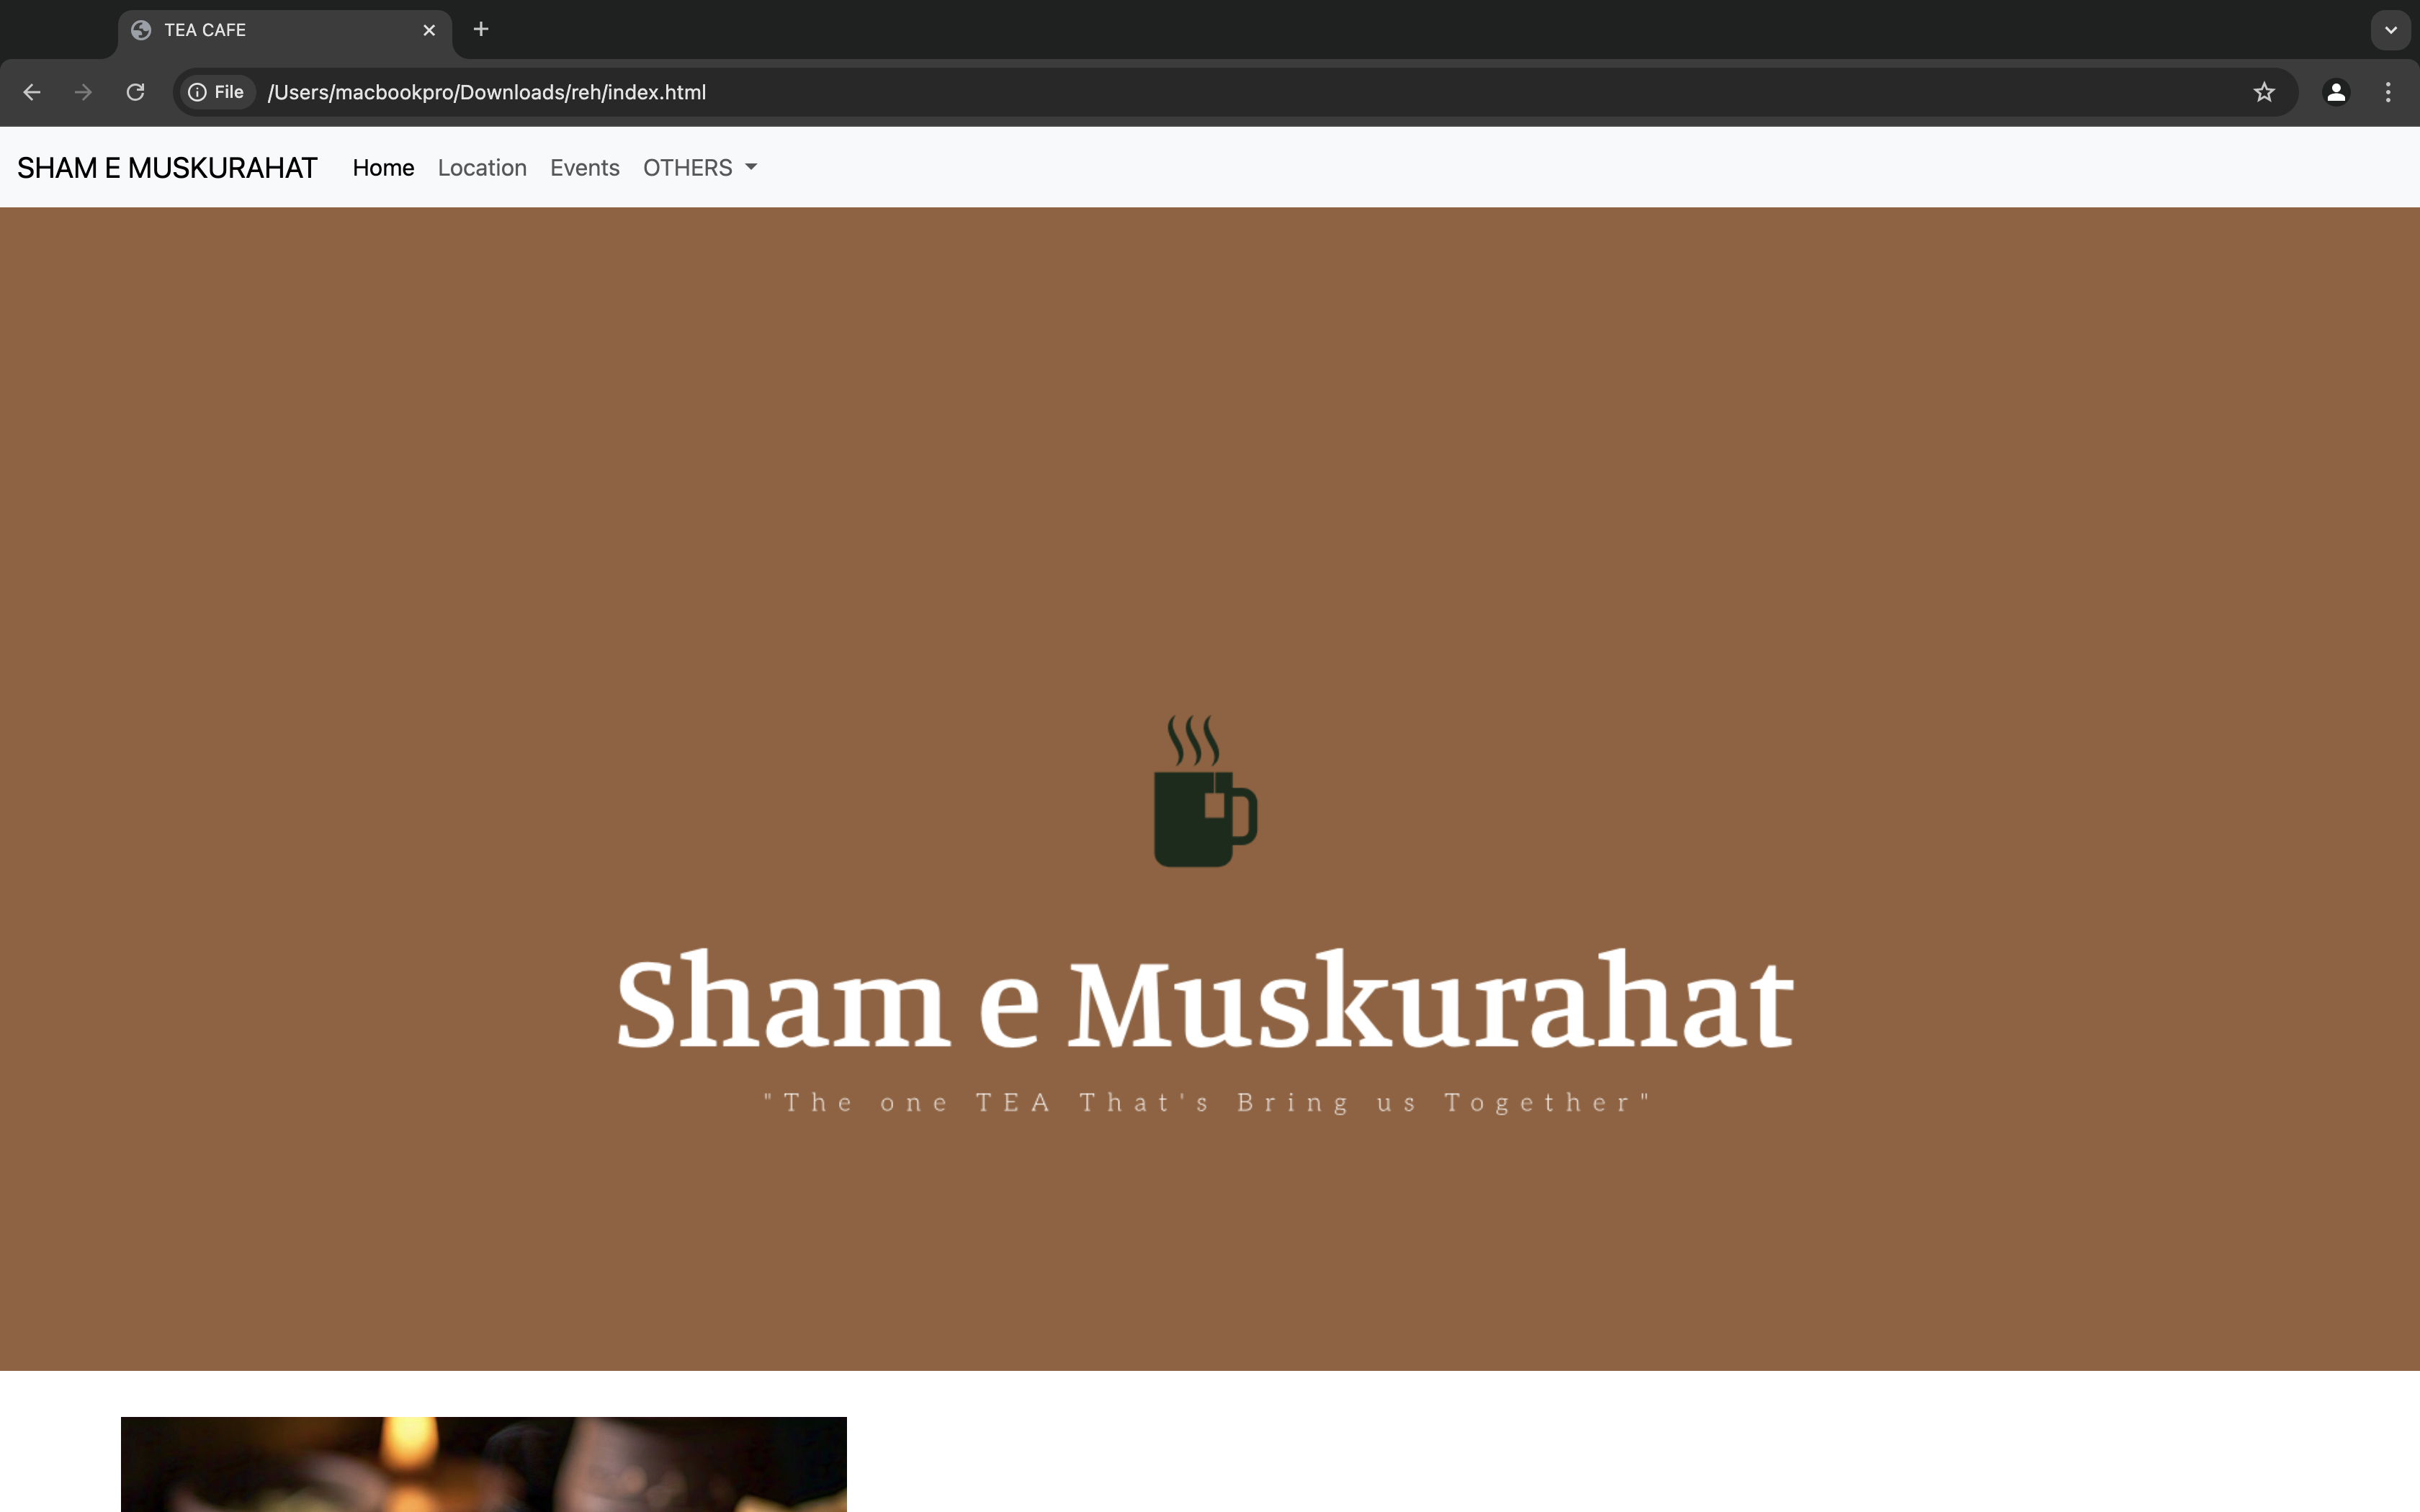 TEA CAFE
File /Users/macbookpro/Downloads/reh/index.html
SHAM E MUSKURAHAT Home Location Events OTHERS
Sham e Muskurahat
"The one TEA That's Bring us Together"